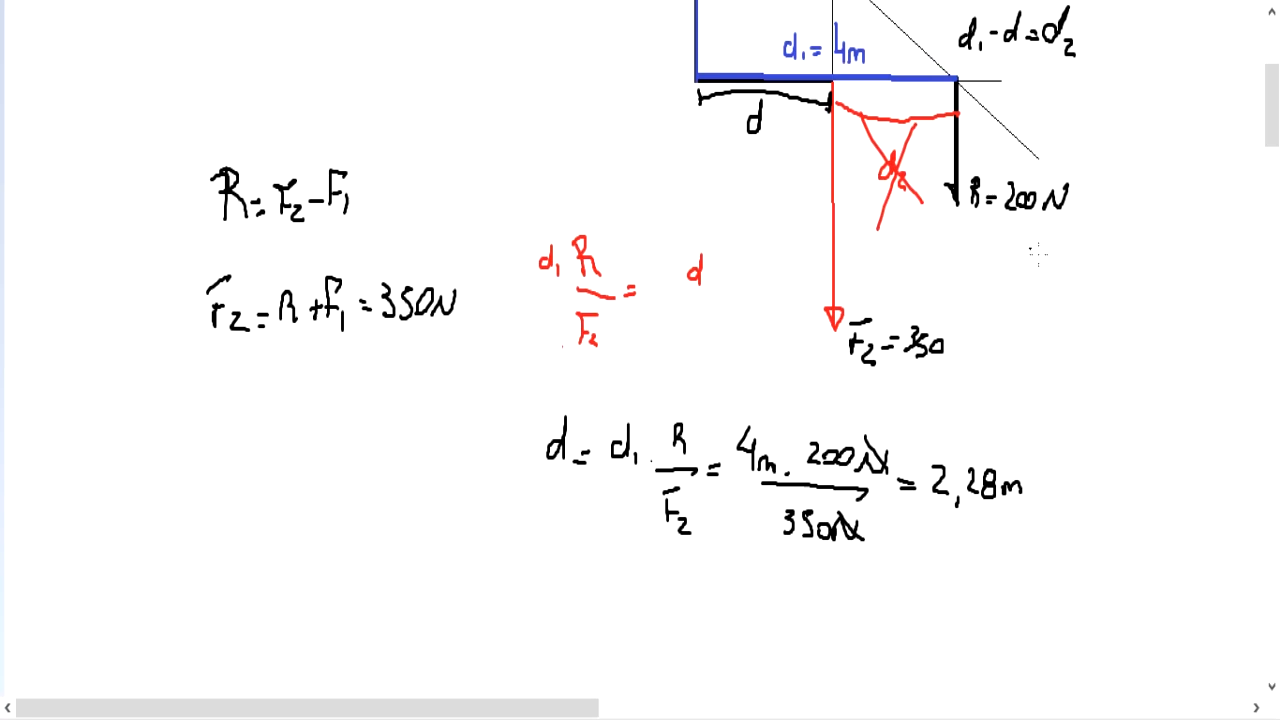 d₁ - d = d₂
d₁ = 4m
d
d₂
R = 200N
R = F₂ - F₁
d₁ R/F₂ = d
F₂ = R + F₁ = 350N
F₂ = 350
d = d₁ . R/F₂ = 4m . 200N/350N = 2,28m